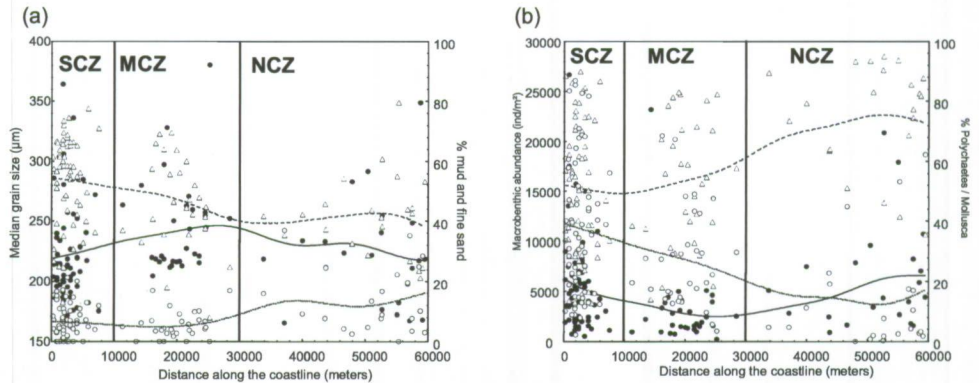 (a)
400
350
300
250
200
150
Median grain size (µm)
SCZ MCZ NCZ
100
80
60
40
20
0
% mud and fine sand
0 10000 20000 30000 40000 50000 60000
Distance along the coastline (meters)
(b)
30000
25000
20000
15000
10000
5000
0
Macrobenthic abundance (ind/m²)
SCZ MCZ NCZ
100
80
60
40
20
0
% Polychaetes / Mollusca
0 10000 20000 30000 40000 50000 60000
Distance along the coastline (meters)